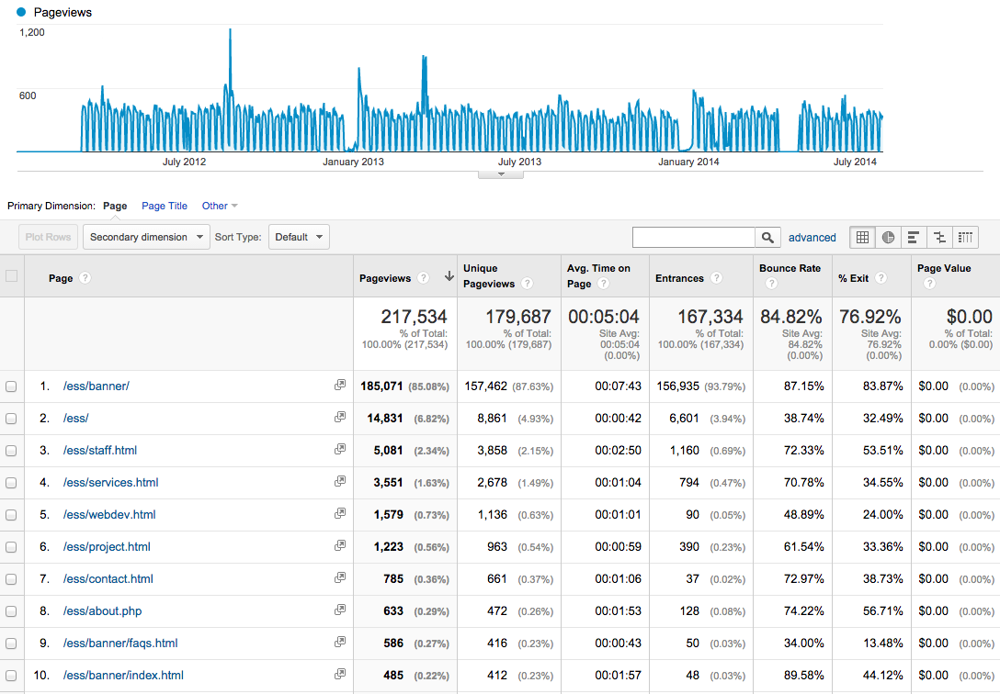 Pageviews
1,200
600
July 2012 January 2013 July 2013 January 2014 July 2014
Primary Dimension: Page Page Title Other
Plot Rows Secondary dimension Sort Type: Default advanced
Page ? Pageviews ? Unique Pageviews ? Avg. Time on Page ? Entrances ? Bounce Rate ? % Exit ? Page Value ?
217,534 179,687 00:05:04 167,334 84.82% 76.92% $0.00
% of Total: 100.00% (217,534) % of Total: 100.00% (179,687) Site Avg: 00:05:04 (0.00%) % of Total: 100.00% (167,334) Site Avg: 84.82% (0.00%) Site Avg: 76.92% (0.00%) % of Total: 0.00% ($0.00)
1. /ess/banner/ 185,071 (85.08%) 157,462 (87.63%) 00:07:43 156,935 (93.79%) 87.15% 83.87% $0.00 (0.00%)
2. /ess/ 14,831 (6.82%) 8,861 (4.93%) 00:00:42 6,601 (3.94%) 38.74% 32.49% $0.00 (0.00%)
3. /ess/staff.html 5,081 (2.34%) 3,858 (2.15%) 00:02:50 1,160 (0.69%) 72.33% 53.51% $0.00 (0.00%)
4. /ess/services.html 3,551 (1.63%) 2,678 (1.49%) 00:01:04 794 (0.47%) 70.78% 34.55% $0.00 (0.00%)
5. /ess/webdev.html 1,579 (0.73%) 1,136 (0.63%) 00:01:01 90 (0.05%) 48.89% 24.00% $0.00 (0.00%)
6. /ess/project.html 1,223 (0.56%) 963 (0.54%) 00:00:59 390 (0.23%) 61.54% 33.36% $0.00 (0.00%)
7. /ess/contact.html 785 (0.36%) 661 (0.37%) 00:01:06 37 (0.02%) 72.97% 38.73% $0.00 (0.00%)
8. /ess/about.php 633 (0.29%) 472 (0.26%) 00:01:53 128 (0.08%) 74.22% 56.71% $0.00 (0.00%)
9. /ess/banner/faqs.html 586 (0.27%) 416 (0.23%) 00:00:43 50 (0.03%) 34.00% 13.48% $0.00 (0.00%)
10. /ess/banner/index.html 485 (0.22%) 412 (0.23%) 00:01:57 48 (0.03%) 89.58% 44.12% $0.00 (0.00%)